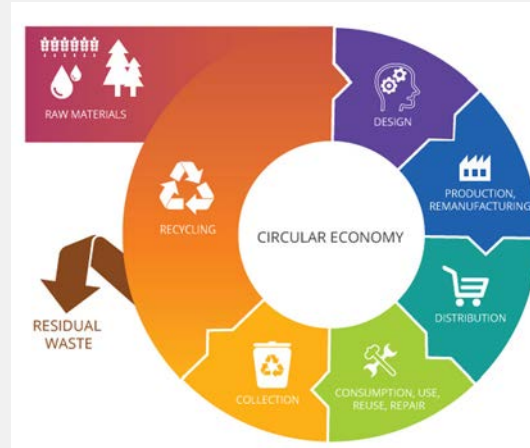 RAW MATERIALS
DESIGN
PRODUCTION,
REMANUFACTURING
RECYCLING
CIRCULAR ECONOMY
DISTRIBUTION
RESIDUAL
WASTE
CONSUMPTION, USE,
REUSE, REPAIR
COLLECTION